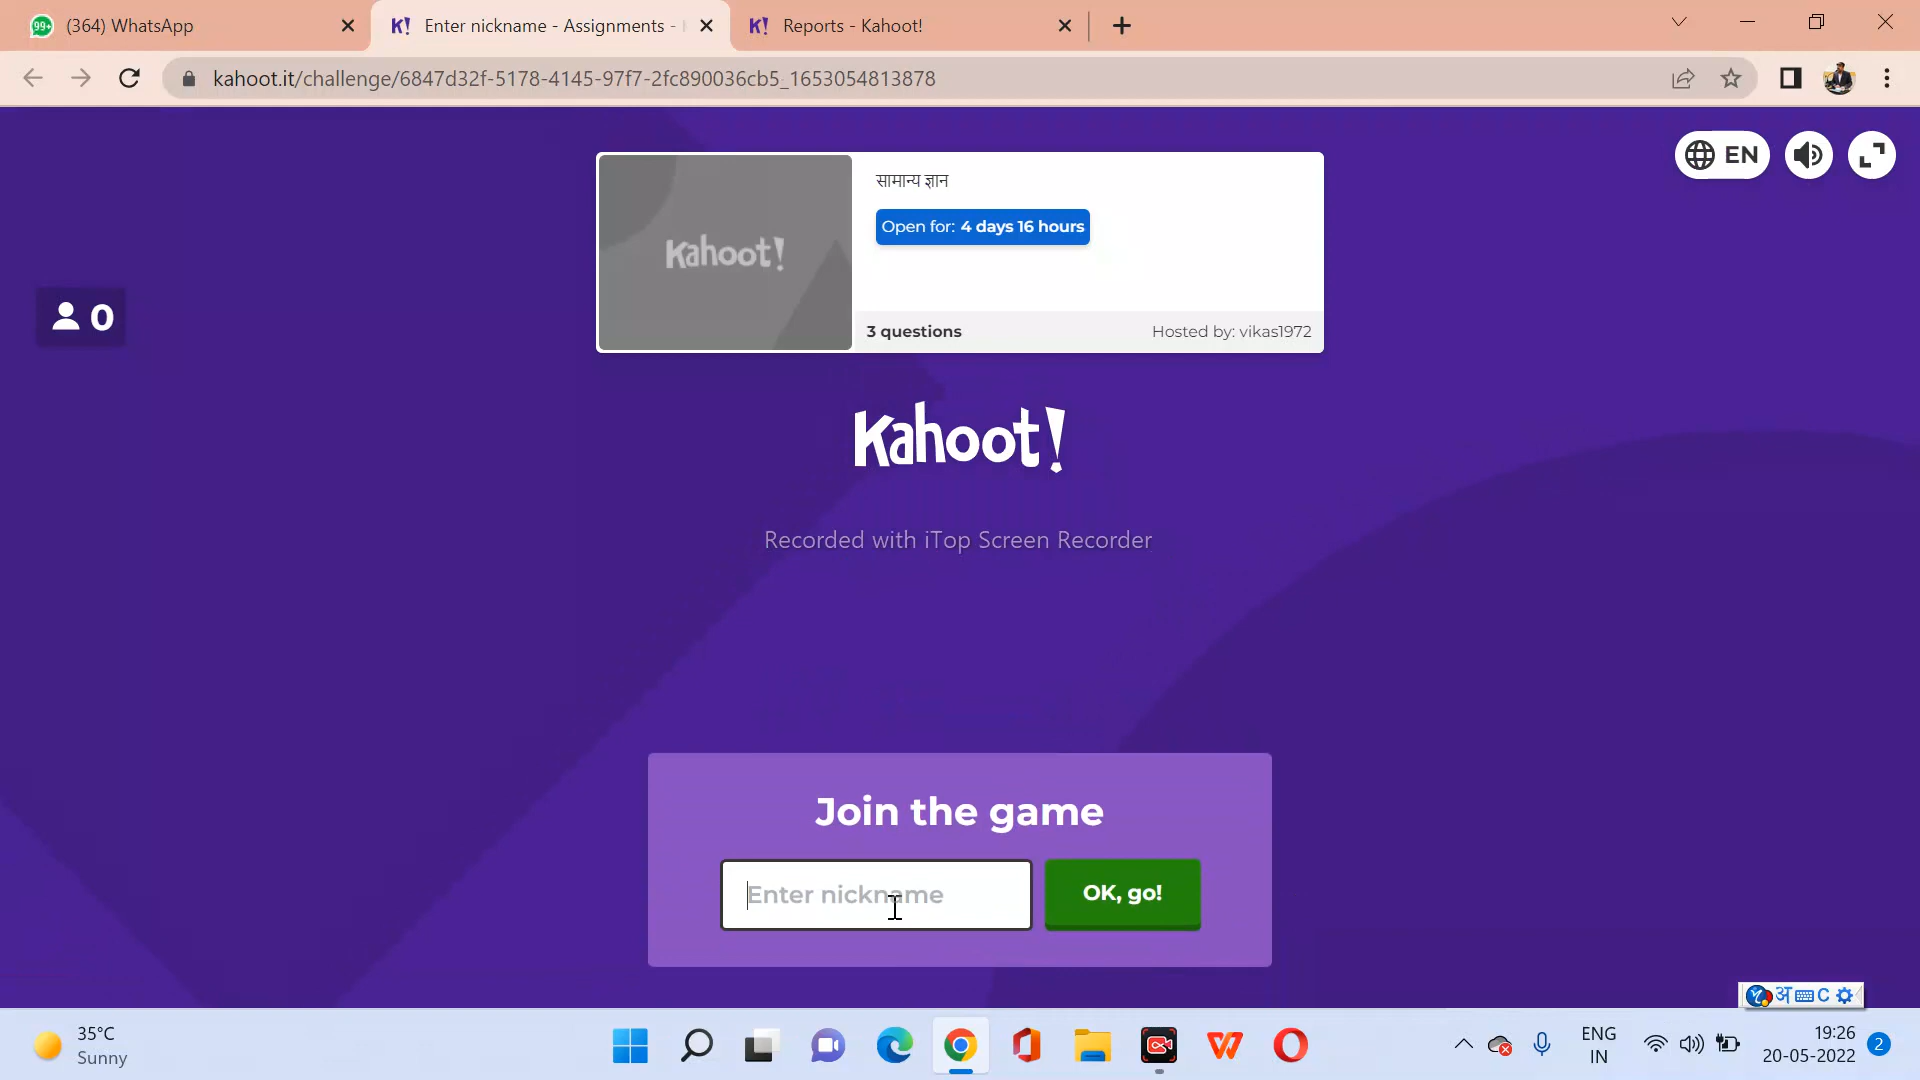 (364) WhatsApp
Enter nickname - Assignments -
Reports - Kahoot!
kahoot.it/challenge/6847d32f-5178-4145-97f7-2fc890036cb5_1653054813878
EN
सामान्य ज्ञान
Open for: 4 days 16 hours
Kahoot!
3 questions
Hosted by: vikas1972
0
Kahoot!
Recorded with iTop Screen Recorder
Join the game
Enter nickname
OK, go!
अ C
35°C
Sunny
ENG
IN
19:26
20-05-2022
2